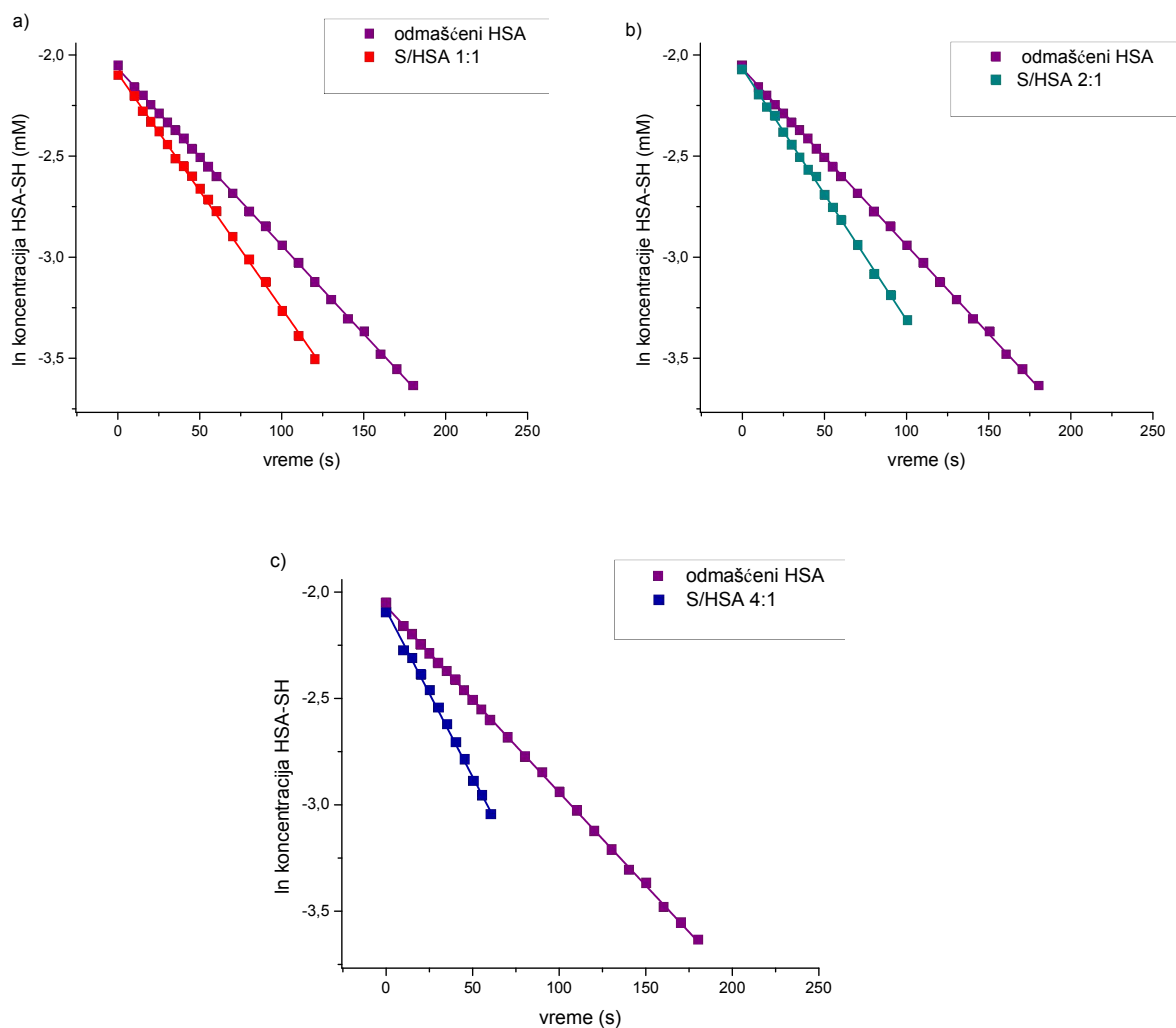 a)
odmašćeni HSA
S/HSA 1:1
-2,0
-2,5
-3,0
-3,5
ln koncentracija HSA-SH (mM)
0
50
100
150
200
250
vreme (s)
b)
odmašćeni HSA
S/HSA 2:1
-2,0
-2,5
-3,0
-3,5
ln koncentracije HSA-SH (mM)
0
50
100
150
200
250
vreme (s)
c)
odmašćeni HSA
S/HSA 4:1
-2,0
-2,5
-3,0
-3,5
ln koncentracija HSA-SH
0
50
100
150
200
250
vreme (s)